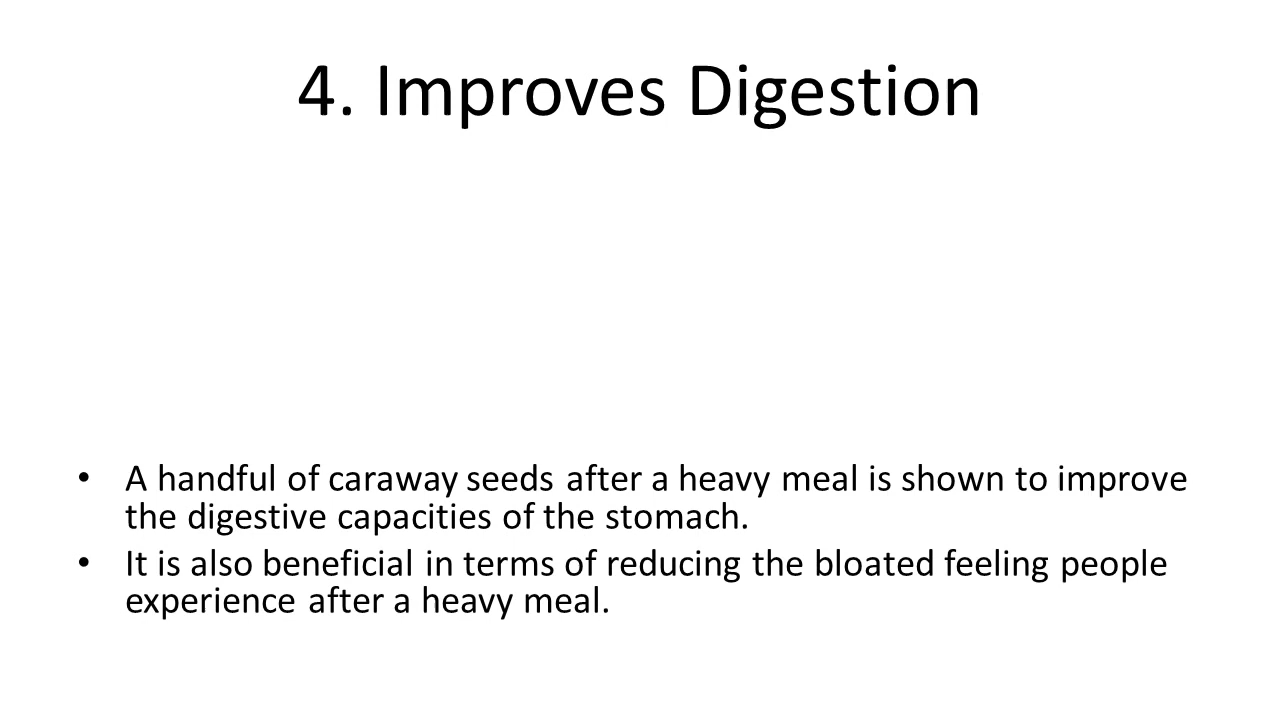 4. Improves Digestion
• A handful of caraway seeds after a heavy meal is shown to improve
the digestive capacities of the stomach.
• It is also beneficial in terms of reducing the bloated feeling people
experience after a heavy meal.